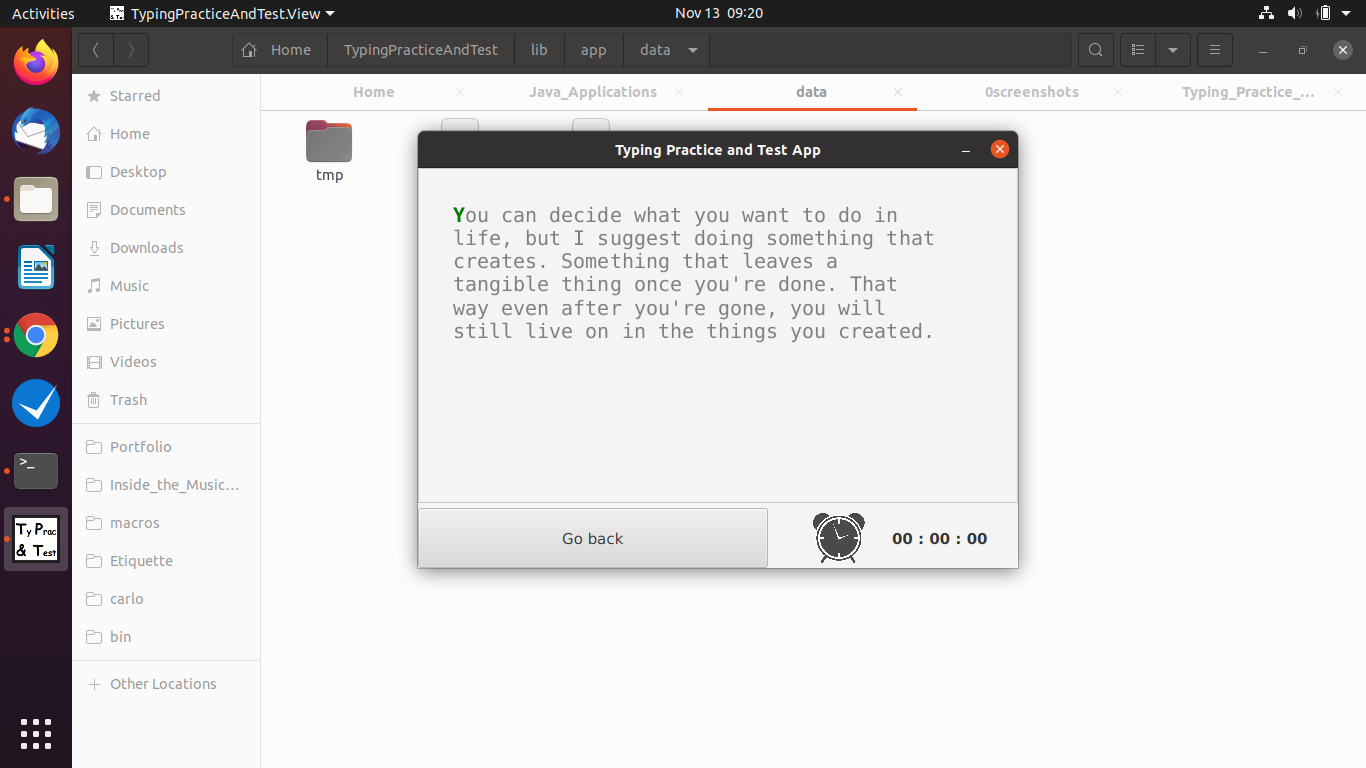 Activities
TypingPracticeAndTest.View
Nov 13 09:20
Home
TypingPracticeAndTest
lib
app
data
Starred
Home
Desktop
Documents
Downloads
Music
Pictures
Videos
Trash
Portfolio
Inside_the_Music…
macros
Etiquette
carlo
bin
Other Locations
Home
Java_Applications
data
0screenshots
Typing_Practice_…
tmp
Typing Practice and Test App
You can decide what you want to do in
life, but I suggest doing something that
creates. Something that leaves a
tangible thing once you're done. That
way even after you're gone, you will
still live on in the things you created.
Go back
00 : 00 : 00
>_
Ty Prac
& Test